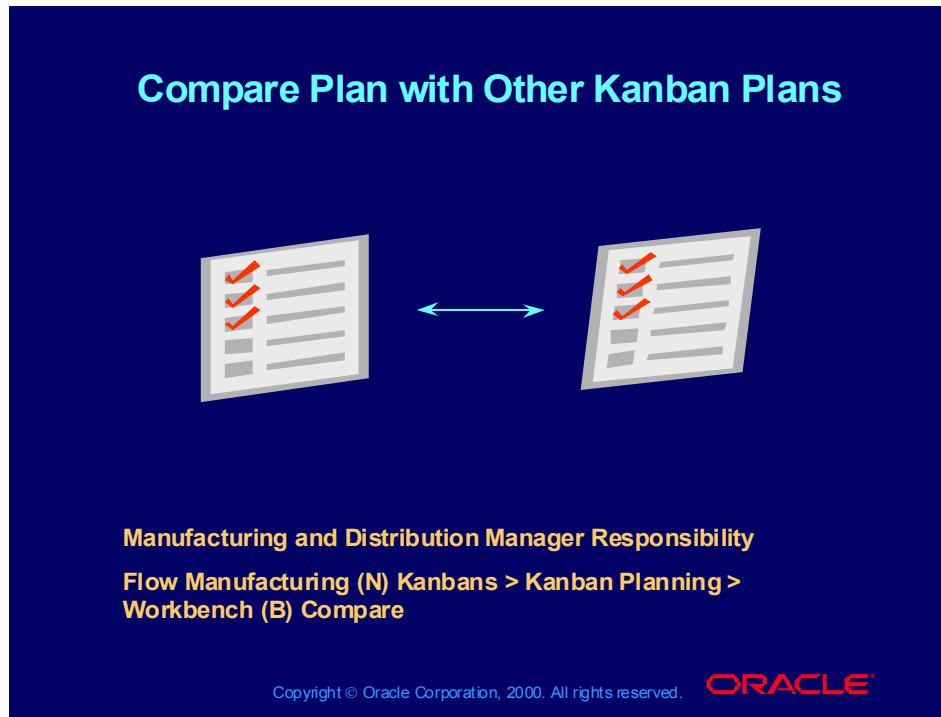 Compare Plan with Other Kanban Plans
Manufacturing and Distribution Manager Responsibility
Flow Manufacturing (N) Kanbans > Kanban Planning >
Workbench (B) Compare
Copyright © Oracle Corporation, 2000. All rights reserved.
ORACLE®